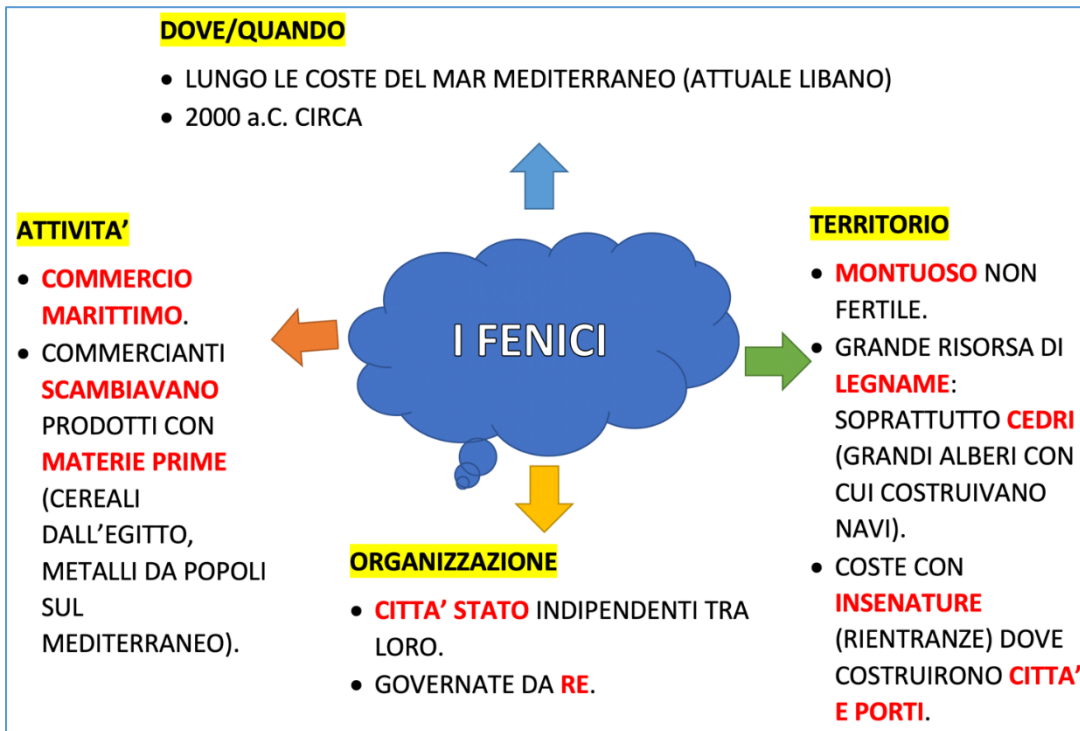 DOVE/QUANDO
• LUNGO LE COSTE DEL MAR MEDITERRANEO (ATTUALE LIBANO)
• 2000 a.C. CIRCA
ATTIVITA’
• COMMERCIO
MARITTIMO.
• COMMERCIANTI
SCAMBIAVANO
PRODOTTI CON
MATERIE PRIME
(CEREALI
DALL’EGITTO,
METALLI DA POPOLI
SUL
MEDITERRANEO).
I FENICI
TERRITORIO
• MONTUOSO NON
FERTILE.
• GRANDE RISORSA DI
LEGNAME:
SOPRATTUTTO CEDRI
(GRANDI ALBERI CON
CUI COSTRUIVANO
NAVI).
• COSTE CON
INSENATURE
(RIENTRANZE) DOVE
COSTRUIRONO CITTA’
E PORTI.
ORGANIZZAZIONE
• CITTA’ STATO INDIPENDENTI TRA
LORO.
• GOVERNATE DA RE.